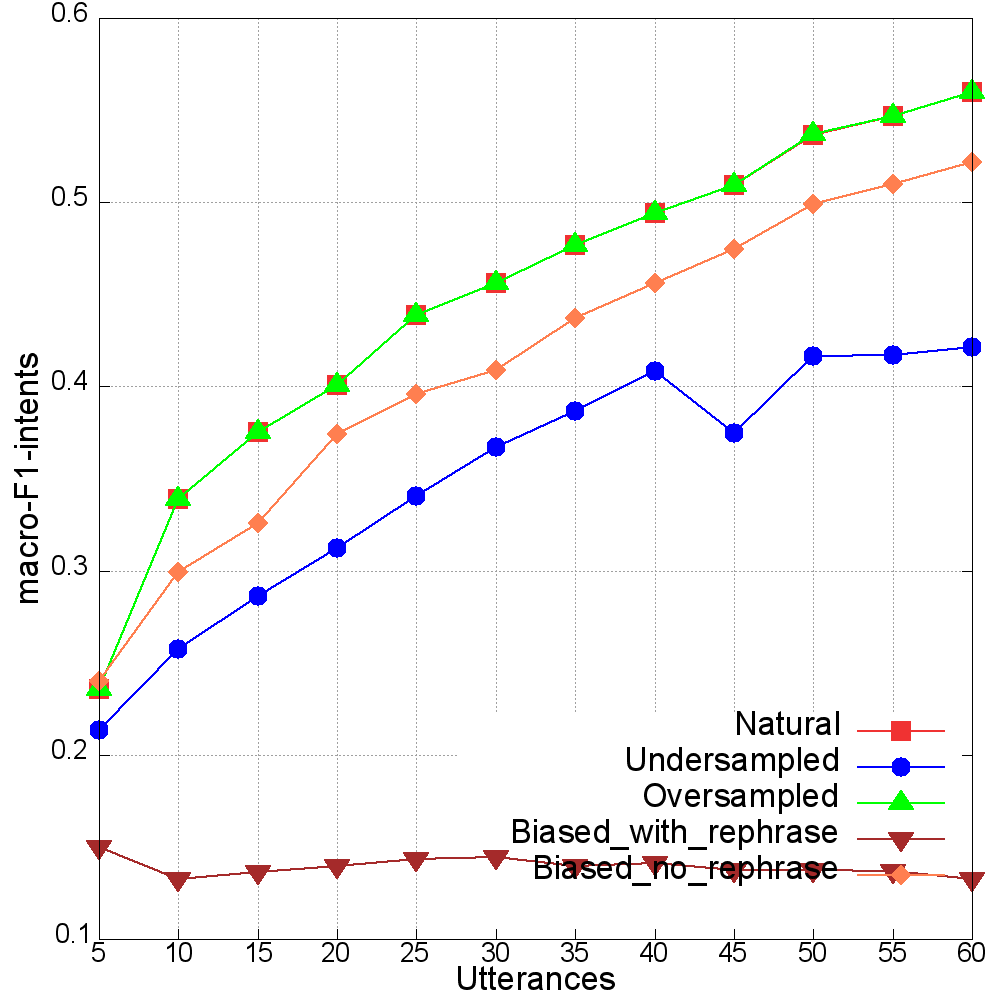 0.6
0.5
0.4
0.3
0.2
0.1
macro-F1-intents
Natural
Undersampled
Oversampled
Biased_with_rephrase
Biased_no_rephrase
5 10 15 20 25 30 35 40 45 50 55 60
Utterances